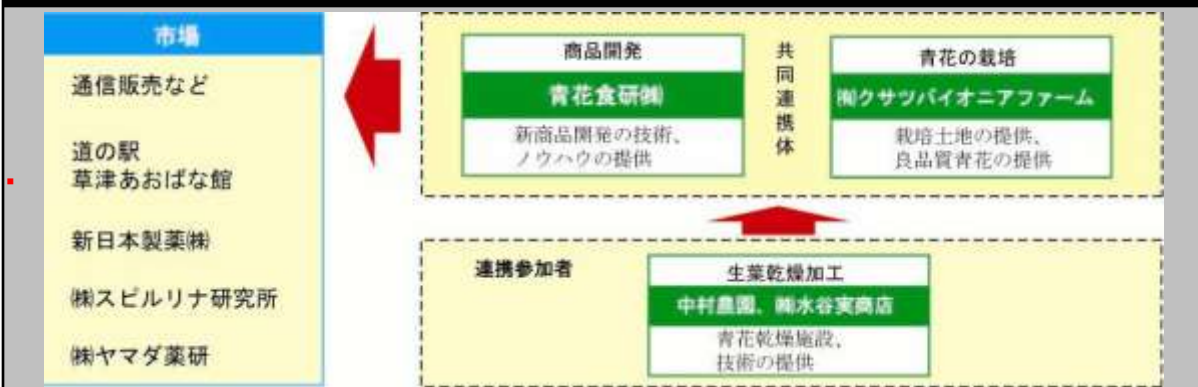 市場
通信販売など
道の駅
草津あおばな館
新日本製薬㈱
㈱スピルリナ研究所
㈱ヤマダ薬研
商品開発
青花食研㈱
新商品開発の技術、
ノウハウの提供
共同連携体
青花の栽培
㈱クサツパイオニアファーム
栽培土地の提供、
良品質青花の提供
連携参加者
生葉乾燥加工
中村農園、㈱水谷実商店
青花乾燥施設、
技術の提供